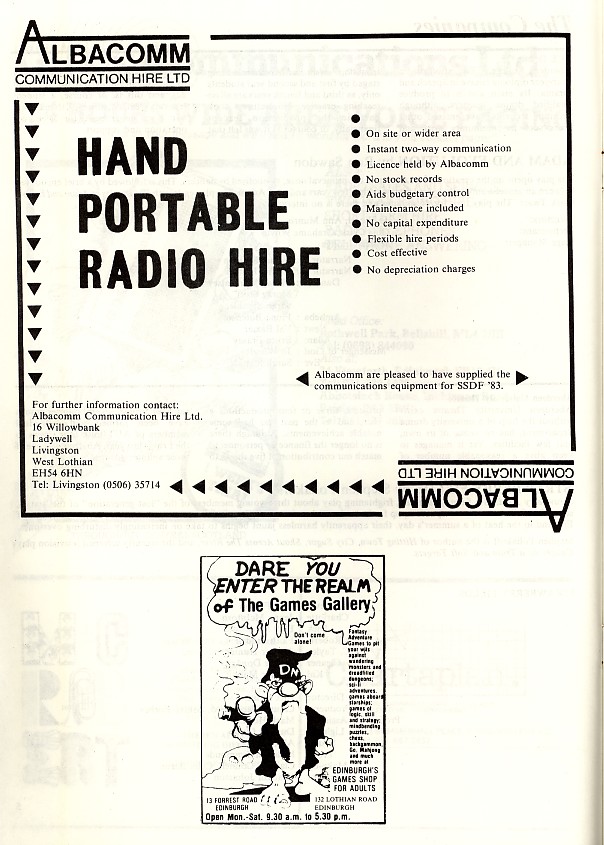 ALBACOMM
COMMUNICATION HIRE LTD
HAND
PORTABLE
RADIO HIRE
On site or wider area
Instant two-way communication
Licence held by Albacomm
No stock records
Aids budgetary control
Maintenance included
No capital expenditure
Flexible hire periods
Cost effective
No depreciation charges
Albacomm are pleased to have supplied the
communications equipment for SSDF '83.
For further information contact:
Albacomm Communication Hire Ltd.
16 Willowbank
Ladywell
Livingston
West Lothian
EH54 6HN
Tel: Livingston (0506) 35714
ALBACOMM
COMMUNICATION HIRE LTD
DARE YOU
ENTER THE REALM
of The Games Gallery
Don't come
alone!
Fantasy
Adventure
Games to pit
your wits
against
wandering
monsters and
dreadfilled
dungeons;
sci-fi
adventures,
games aboard
starships;
games of
logic, skill
and strategy;
mindbending
puzzles,
chess,
backgammon,
Go, Mahjong
and much
more at
DM
EDINBURGH'S
GAMES SHOP
FOR ADULTS
13 FORREST ROAD
EDINBURGH
132 LOTHIAN ROAD
EDINBURGH
Open Mon.-Sat. 9.30 a.m. to 5.30 p.m.